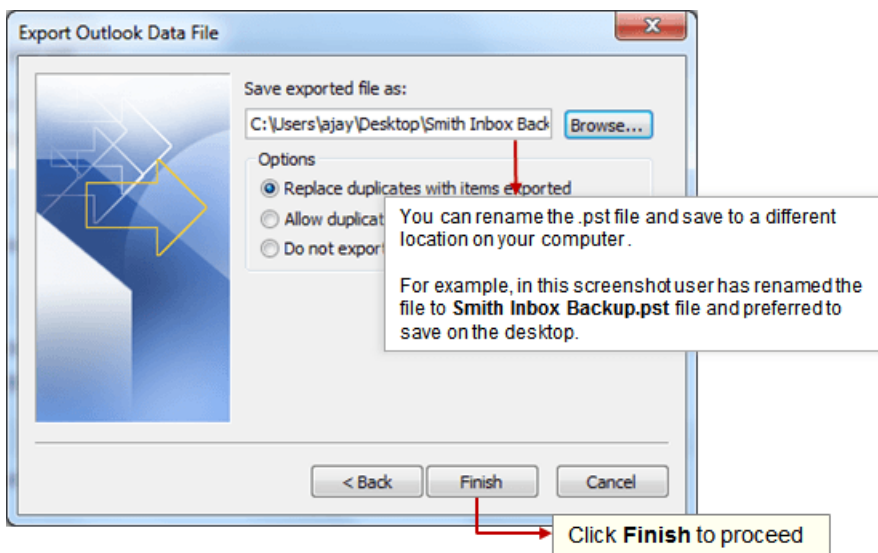 Export Outlook Data File
Save exported file as:
C:\Users\ajay\Desktop\Smith Inbox Back
Browse...
Options
Replace duplicates with items exported
Allow duplicat
Do not export
You can rename the .pst file and save to a different
location on your computer.
For example, in this screenshot user has renamed the
file to Smith Inbox Backup.pst file and preferred to
save on the desktop.
< Back
Finish
Cancel
Click Finish to proceed